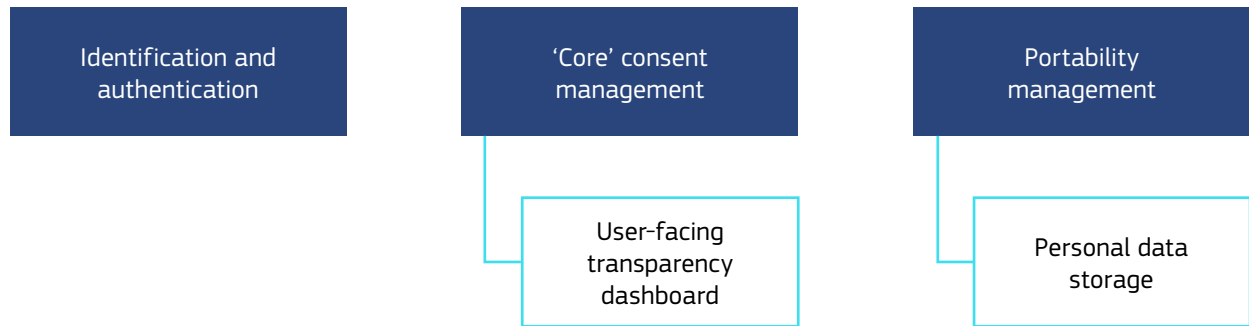 Identification and
authentication
‘Core’ consent
management
Portability
management
User-facing
transparency
dashboard
Personal data
storage